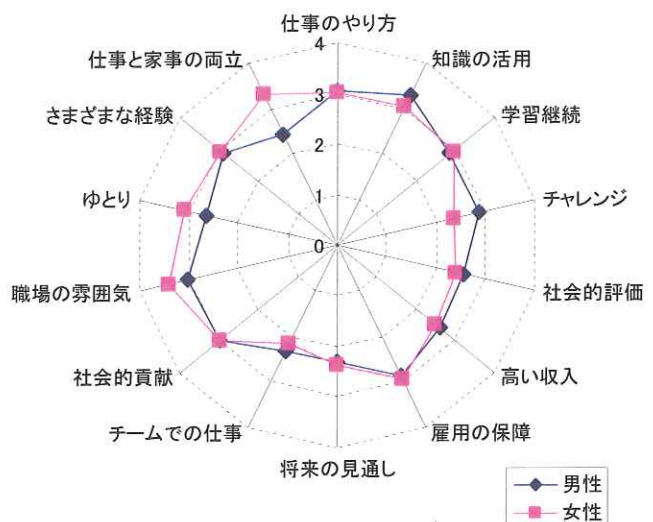 仕事のやり方
知識の活用
学習継続
チャレンジ
社会的評価
高い収入
雇用の保障
将来の見通し
チームでの仕事
社会的貢献
職場の雰囲気
ゆとり
さまざまな経験
仕事と家事の両立
4
3
2
1
0
男性
女性